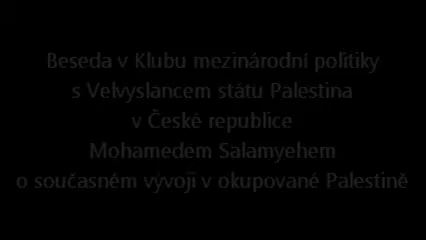 Beseda v Klubu mezinárodní politiky
s Velvyslancem státu Palestina
v České republice
Mohamedem Salamyehem
o současném vývoji v okupované Palestině